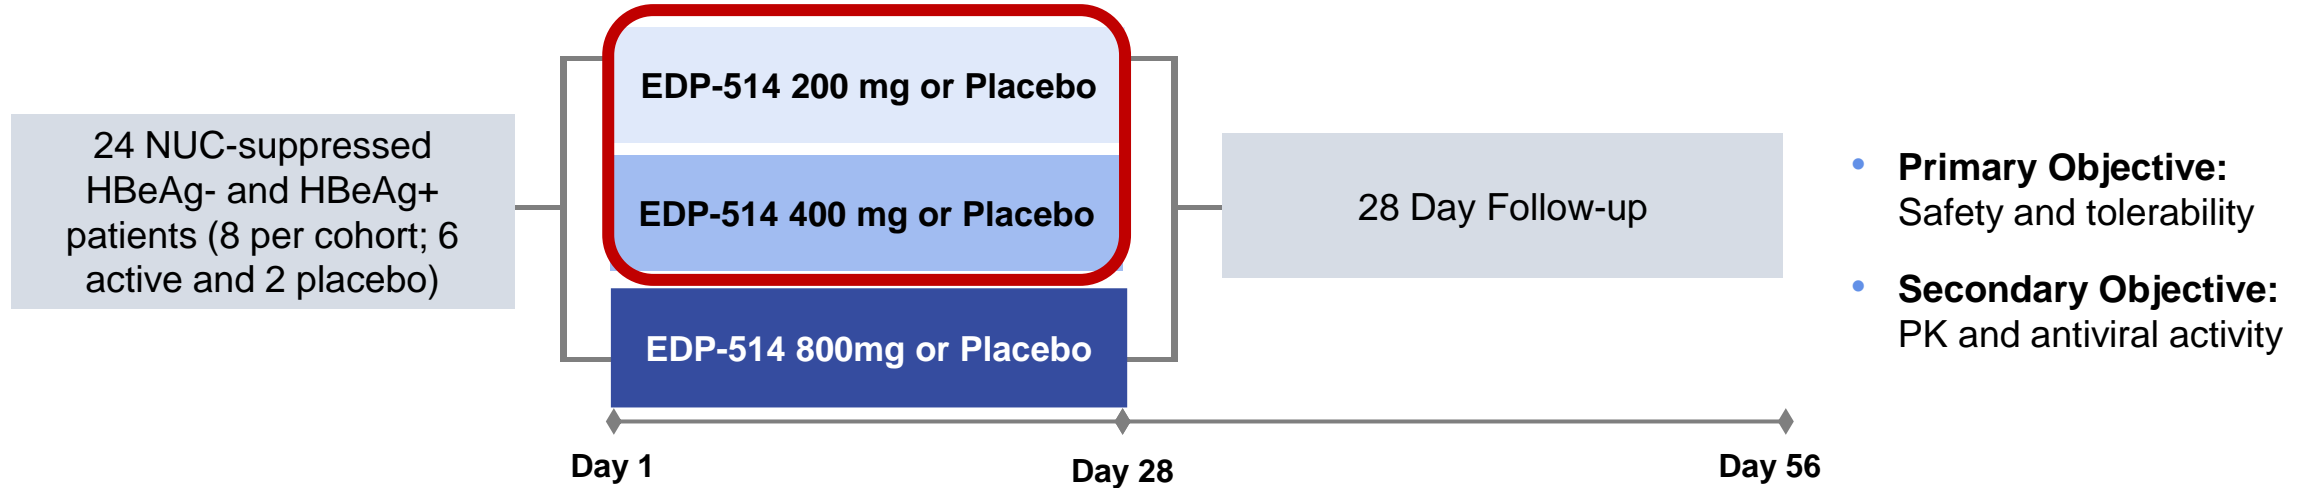 24 NUC-suppressed
HBeAg- and HBeAg+
patients (8 per cohort; 6
active and 2 placebo)
EDP-514 200 mg or Placebo
EDP-514 400 mg or Placebo
EDP-514 800mg or Placebo
28 Day Follow-up
Day 1
Day 28
Day 56
• Primary Objective:
Safety and tolerability
• Secondary Objective:
PK and antiviral activity